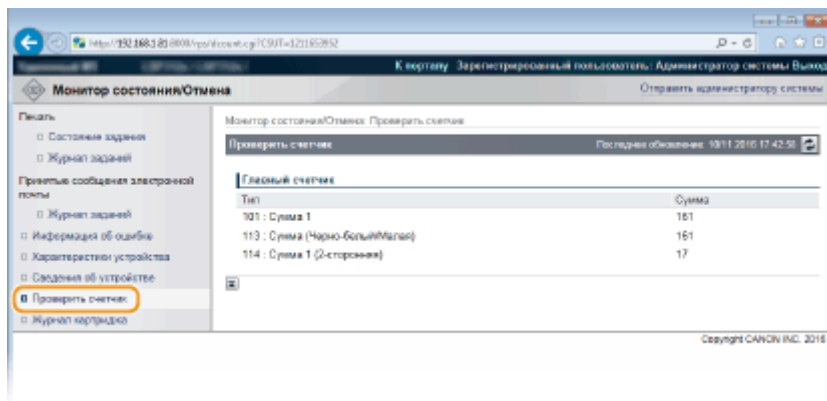 К порталу Зарегистрированный пользователь: Администратор системы Выход
Монитор состояния/Отмена
Отправить администратору системы
Печать
Состояние задания
Журнал заданий
Принятые сообщения электронной почты
Журнал заданий
Информация об ошибке
Характеристики устройства
Сведения об устройстве
Проверить счетчик
Журнал картриджа
Монитор состояния/Отмена: Проверить счетчик
Проверить счетчик
Последнее обновление: 10/11 2016 17:42:58
Главный счетчик
Тип Сумма
101 : Сумма 1 161
113 : Сумма (Черно-белый/Малая) 161
114 : Сумма 1 (2-сторонняя) 17
Copyright CANON INC. 2016